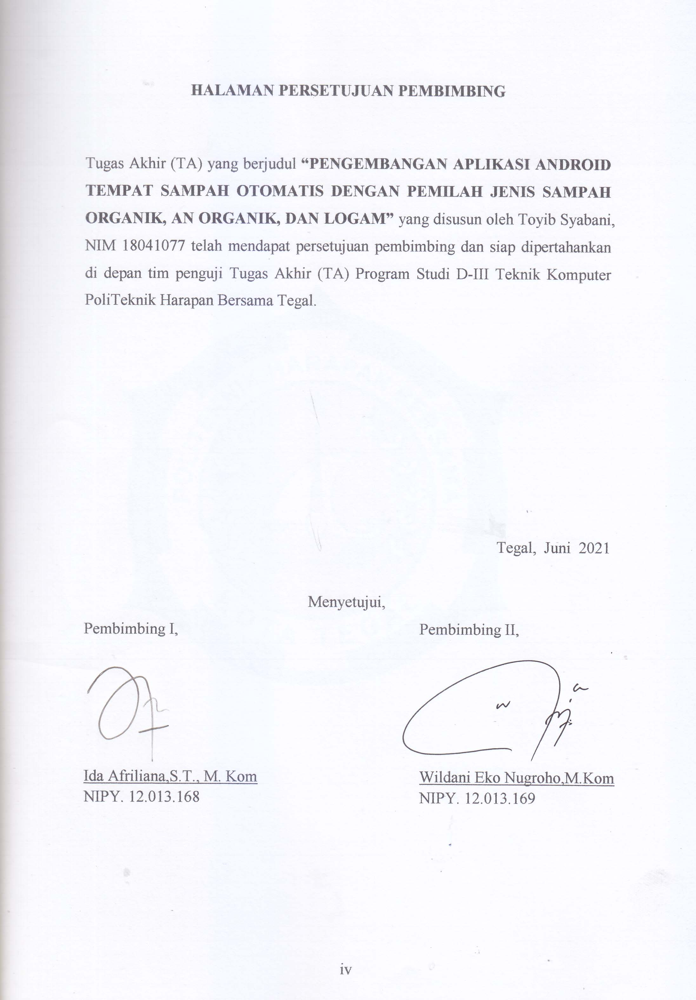 HALAMAN PERSETUJUAN PEMBIMBING
Tugas Akhir (TA) yang berjudul “PENGEMBANGAN APLIKASI ANDROID
TEMPAT SAMPAH OTOMATIS DENGAN PEMILAH JENIS SAMPAH
ORGANIK, AN ORGANIK, DAN LOGAM” yang disusun oleh Toyib Syabani,
NIM 18041077 telah mendapat persetujuan pembimbing dan siap dipertahankan
di depan tim penguji Tugas Akhir (TA) Program Studi D-III Teknik Komputer
PoliTeknik Harapan Bersama Tegal.
Tegal, Juni 2021
Menyetujui,
Pembimbing I,
Pembimbing II,
Ida Afriliana,S.T., M. Kom
Wildani Eko Nugroho,M.Kom
NIPY. 12.013.168
NIPY. 12.013.169
iv